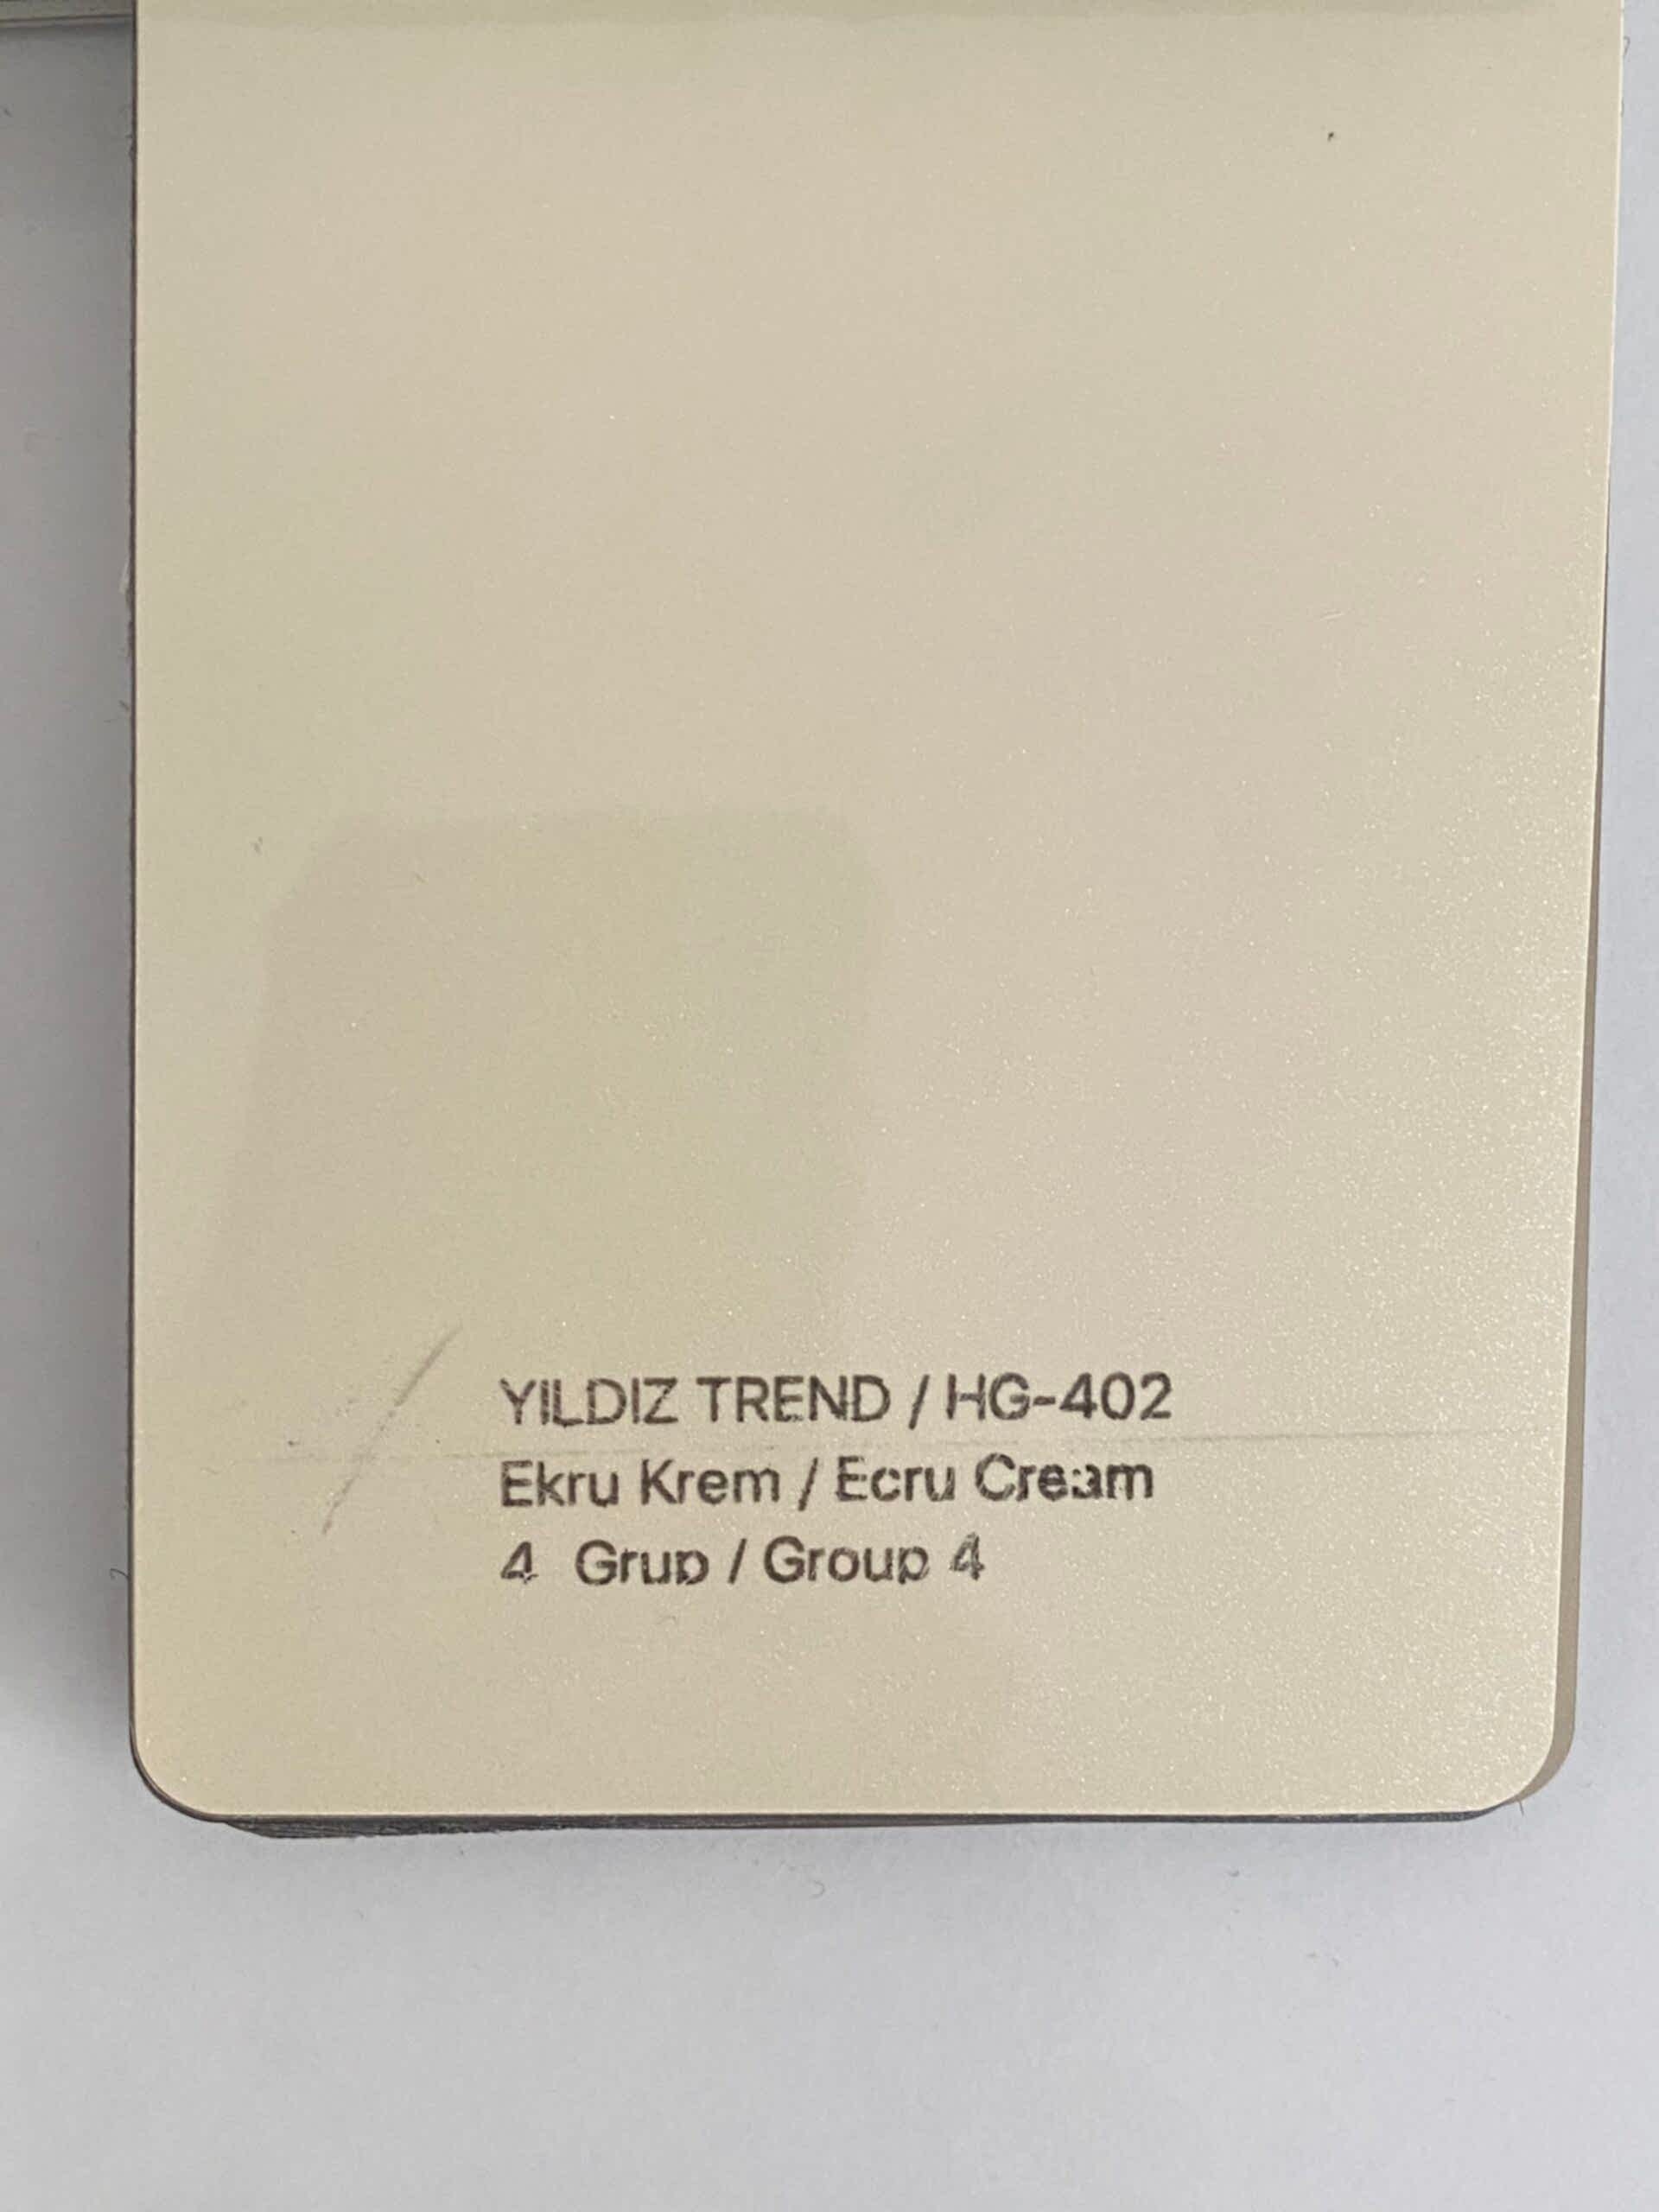 YILDIZ TREND / HG-402
Ekru Krem / Ecru Cream
4 Grup / Group 4